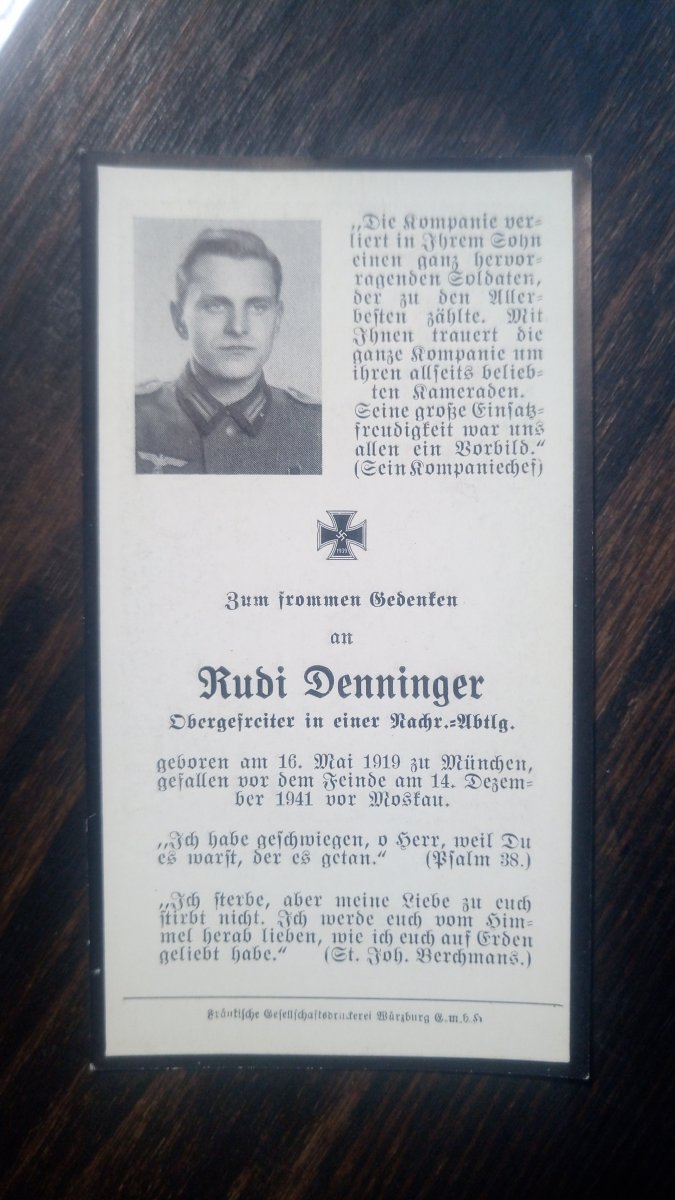 „Die Kompanie ver=
liert in Ihrem Sohn
einen ganz hervor=
ragenden Soldaten,
der zu den Aller=
besten zählte. Mit
Ihnen trauert die
ganze Kompanie um
ihren allseits belieb=
ten Kameraden.
Seine große Einsatz=
freudigkeit war uns
allen ein Vorbild.“
(Sein Kompaniechef)
1939
Zum frommen Gedenken
an
Rudi Denninger
Obergefreiter in einer Nachr.=Abtlg.
geboren am 16. Mai 1919 zu München,
gefallen vor dem Feinde am 14. Dezem=
ber 1941 vor Moskau.
„Ich habe geschwiegen, o Herr, weil Du
es warst, der es getan.“ (Psalm 38.)
„Ich sterbe, aber meine Liebe zu euch
stirbt nicht. Ich werde euch vom Him=
mel herab lieben, wie ich euch auf Erden
geliebt habe.“ (St. Joh. Berchmans.)
Fränkische Gesellschaftsdruckerei Würzburg G.m.b.H